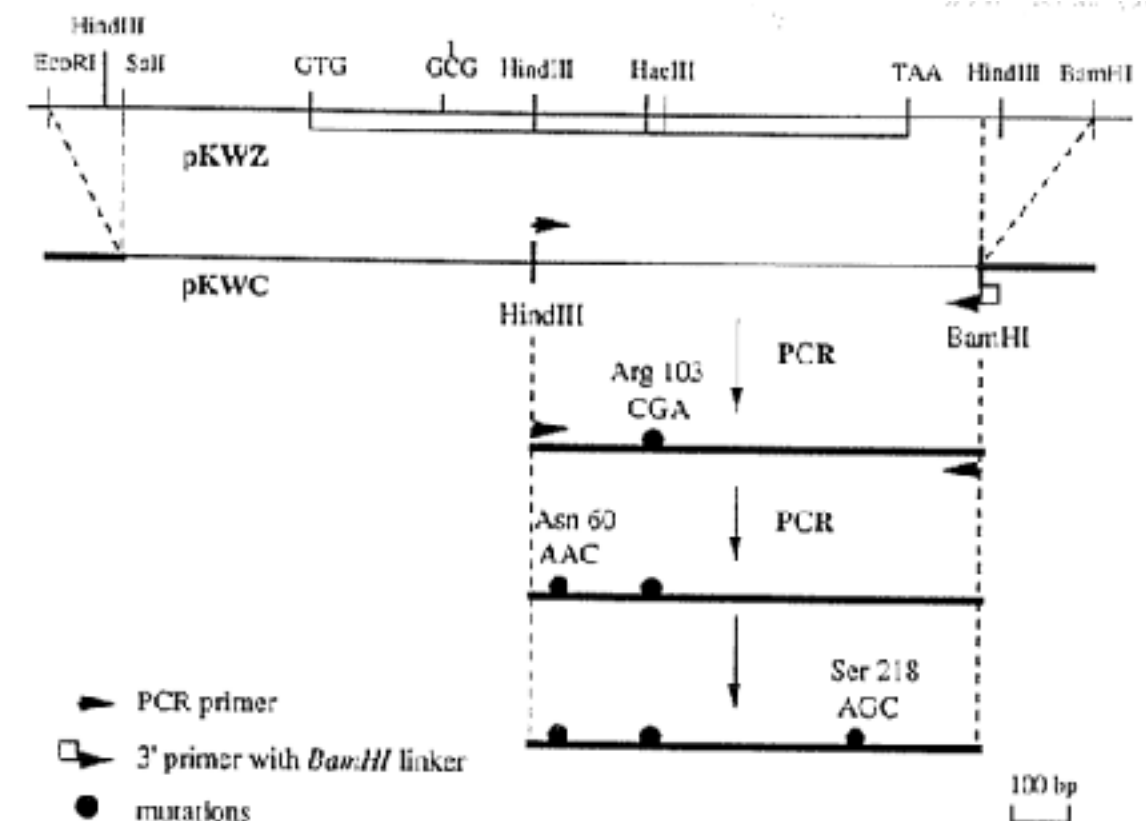 HindIII
EcoRI SalI GTG 1 GCG HindIII HaeIII TAA HindIII BamHI
pKWZ
pKWC
HindIII
BamHI
PCR
Arg 103
CGA
PCR
Asn 60
AAC
Ser 218
AGC
PCR primer
3' primer with BamHI linker
mutations
100 bp